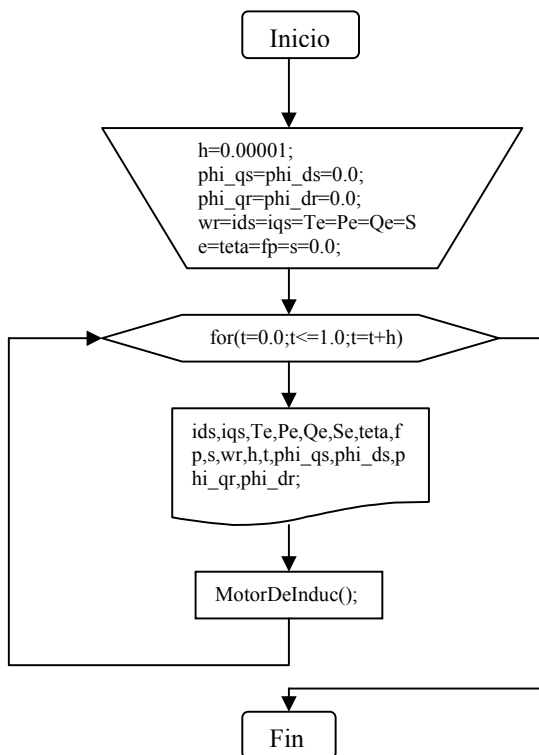 Inicio
h=0.00001;
phi_qs=phi_ds=0.0;
phi_qr=phi_dr=0.0;
wr=ids=iqs=Te=Pe=Qe=S
e=teta=fp=s=0.0;
for(t=0.0;t<=1.0;t=t+h)
ids,iqs,Te,Pe,Qe,Se,teta,f
p,s,wr,h,t,phi_qs,phi_ds,p
hi_qr,phi_dr;
MotorDeInduc();
Fin